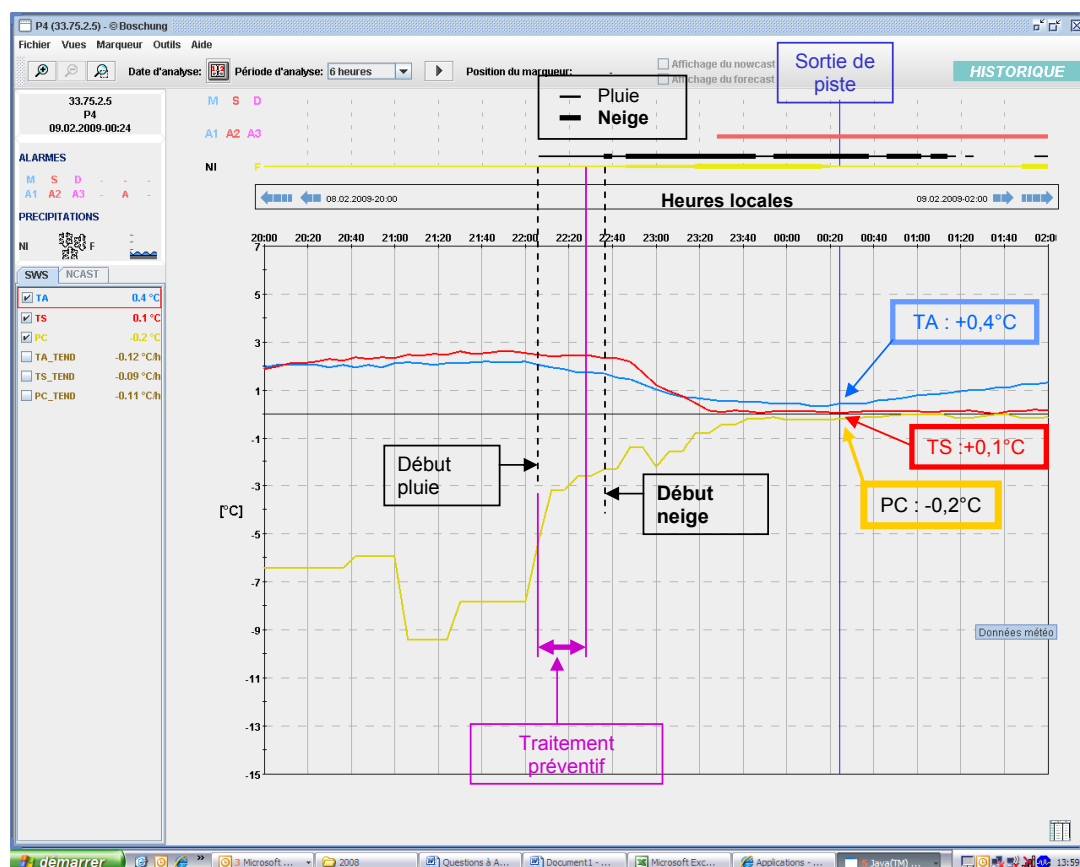 P4 (33.75.2.5) - © Boschung
Fichier Vues Marqueur Outils Aide
Date d'analyse: Période d'analyse: 6 heures Position du marqueur: -
Affichage du nowcast
Affichage du forecast
HISTORIQUE
Sortie de
piste
Pluie
Neige
33.75.2.5
P4
09.02.2009-00:24
ALARMES
M S D - - -
A1 A2 A3 - A -
PRECIPITATIONS
NI F
SWS NCAST
TA 0.4 °C
TS 0.1 °C
PC -0.2 °C
TA_TEND -0.12 °C/h
TS_TEND -0.09 °C/h
PC_TEND -0.11 °C/h
M S D
A1 A2 A3
NI F
08.02.2009-20:00 Heures locales 09.02.2009-02:00
20:00 20:20 20:40 21:00 21:20 21:40 22:00 22:20 22:40 23:00 23:20 23:40 00:00 00:20 00:40 01:00 01:20 01:40 02:0
7
5
3
1
-1
-3
-5
-7
-9
-11
-13
-15
[°C]
TA : +0,4°C
TS :+0,1°C
PC : -0,2°C
Début
pluie
Début
neige
Données météo
Traitement
préventif
démarrer » 3 Microsoft ... 2008 Questions à A... Document1 - ... Microsoft Exc... Applications - ... 5 Java(TM) ... 13:59